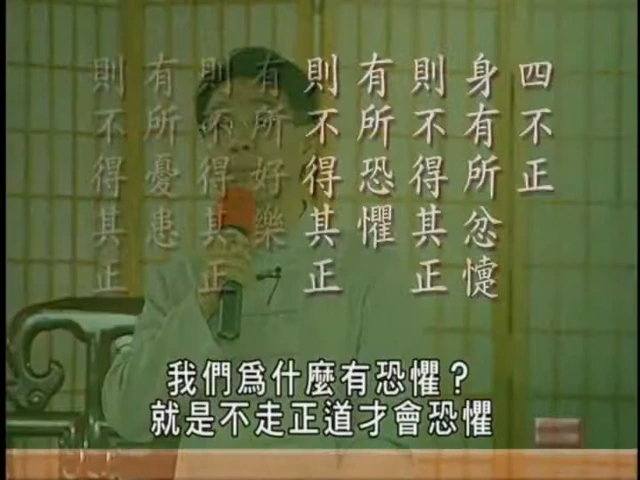 四不正
身有所忿懥
則不得其正
有所恐懼
則不得其正
有所好樂
則不得其正
有所憂患
則不得其正
我們爲什麼有恐懼？
就是不走正道才會恐懼